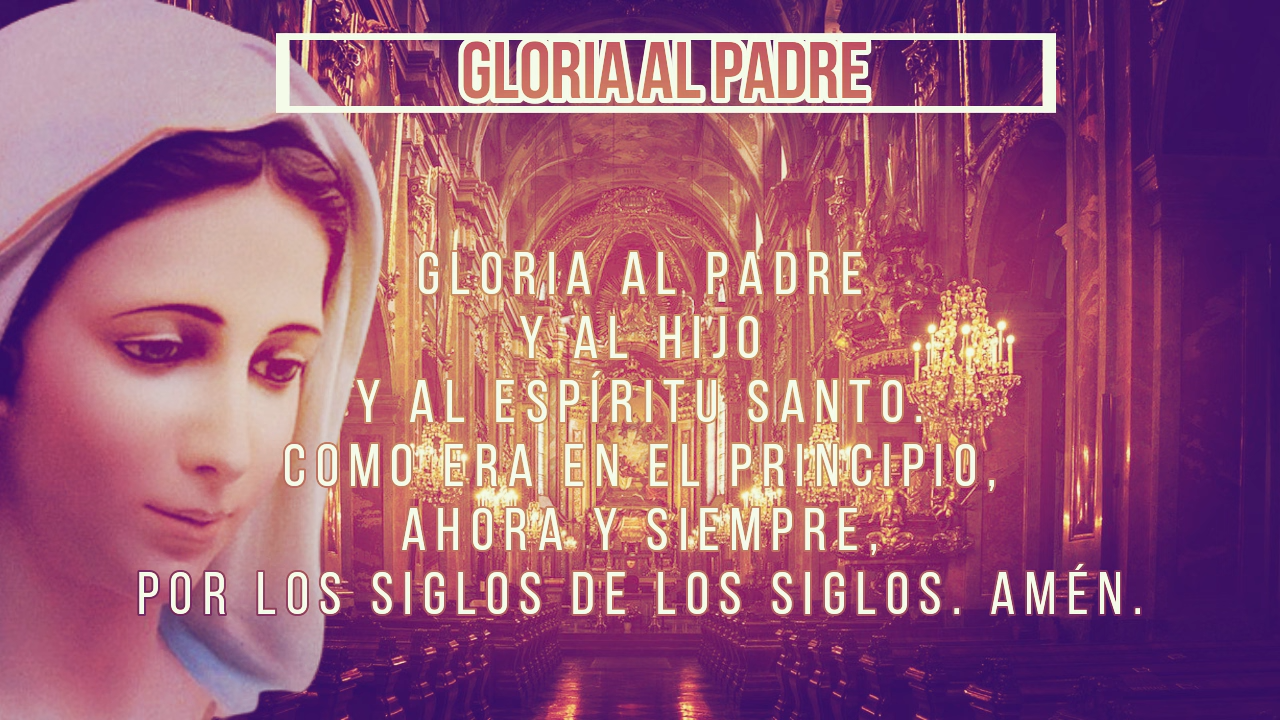 GLORIA AL PADRE
GLORIA AL PADRE
Y AL HIJO
Y AL ESPÍRITU SANTO.
COMO ERA EN EL PRINCIPIO,
AHORA Y SIEMPRE,
POR LOS SIGLOS DE LOS SIGLOS. AMÉN.